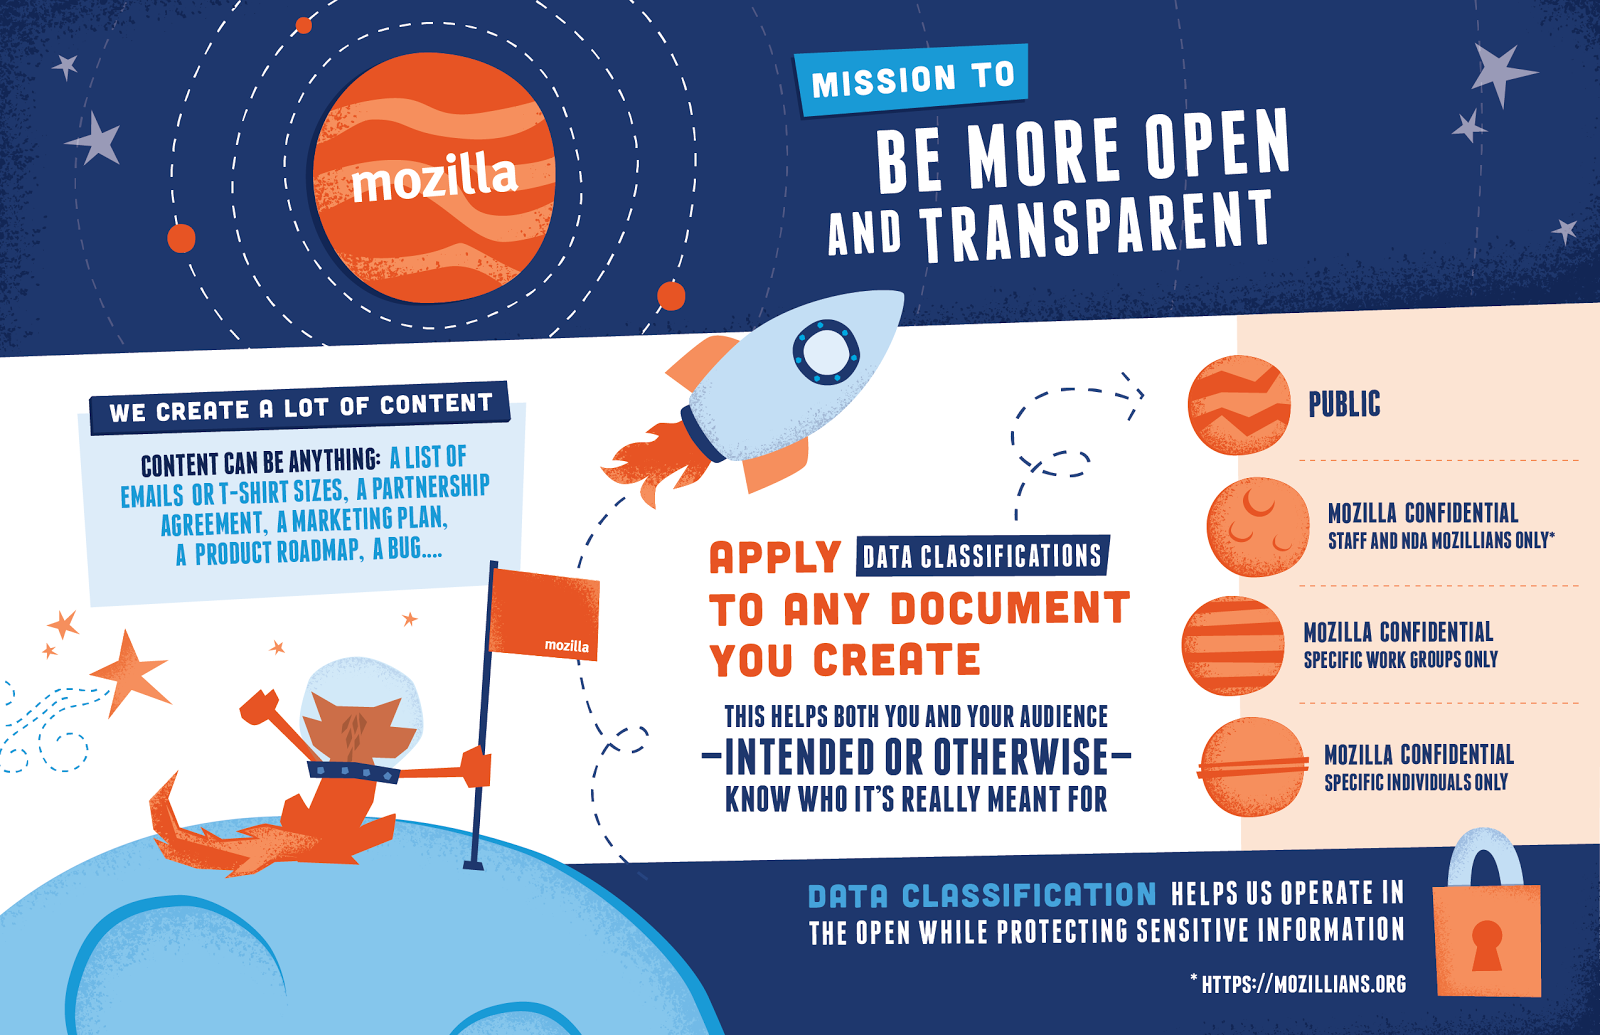 mozilla
MISSION TO
BE MORE OPEN
AND TRANSPARENT
WE CREATE A LOT OF CONTENT
CONTENT CAN BE ANYTHING: A LIST OF
EMAILS OR T-SHIRT SIZES, A PARTNERSHIP
AGREEMENT, A MARKETING PLAN,
A PRODUCT ROADMAP, A BUG....
mozilla
APPLY DATA CLASSIFICATIONS
TO ANY DOCUMENT
YOU CREATE
THIS HELPS BOTH YOU AND YOUR AUDIENCE
–INTENDED OR OTHERWISE–
KNOW WHO IT'S REALLY MEANT FOR
PUBLIC
MOZILLA CONFIDENTIAL
STAFF AND NDA MOZILLIANS ONLY*
MOZILLA CONFIDENTIAL
SPECIFIC WORK GROUPS ONLY
MOZILLA CONFIDENTIAL
SPECIFIC INDIVIDUALS ONLY
DATA CLASSIFICATION HELPS US OPERATE IN
THE OPEN WHILE PROTECTING SENSITIVE INFORMATION
* HTTPS://MOZILLIANS.ORG